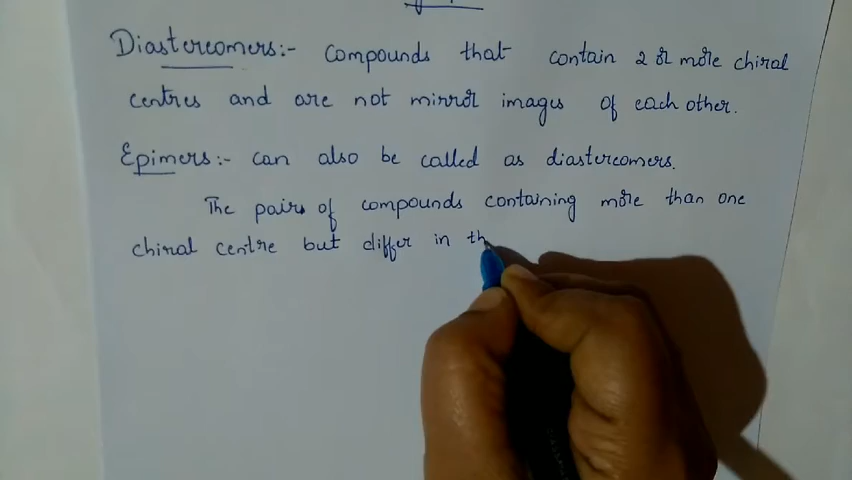 Diastereomers:- compounds that contain 2 or more chiral
centres and are not mirror images of each other.
Epimers:- can also be called as diastereomers.
The pairs of compounds containing more than one
chiral centre but differ in th